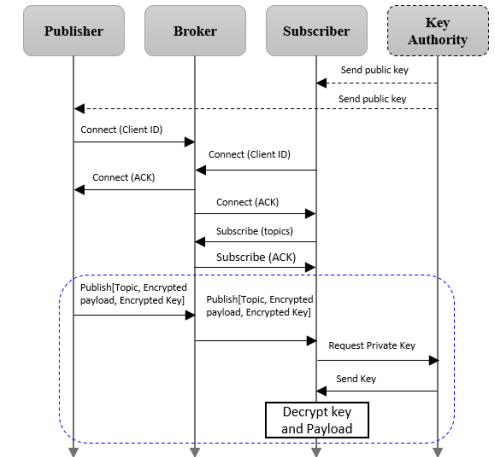 Publisher
Broker
Subscriber
Key
Authority
Send public key
Send public key
Connect (Client ID)
Connect (Client ID)
Connect (ACK)
Connect (ACK)
Subscribe (topics)
Subscribe (ACK)
Publish[Topic, Encrypted
payload, Encrypted Key]
Publish[Topic, Encrypted
payload, Encrypted Key]
Request Private Key
Send Key
Decrypt key
and Payload